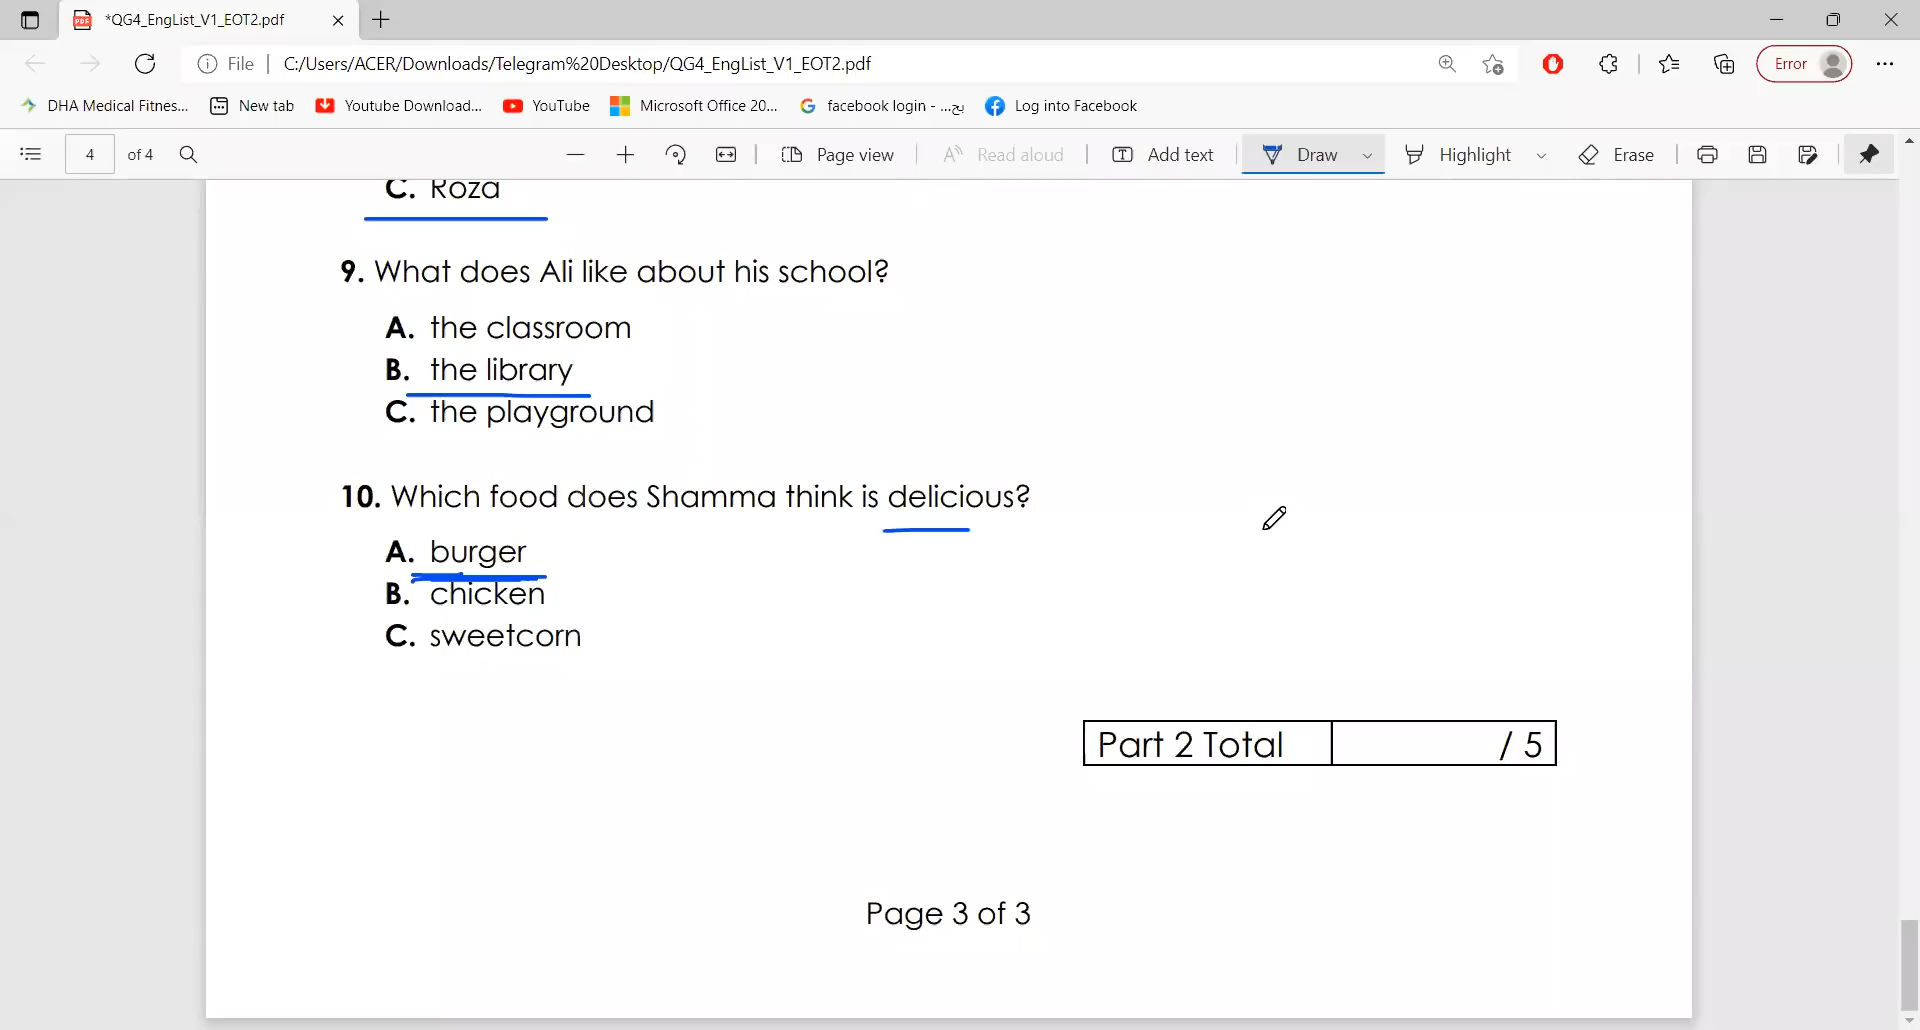 *QG4_EngList_V1_EOT2.pdf
File C:/Users/ACER/Downloads/Telegram%20Desktop/QG4_EngList_V1_EOT2.pdf Error
DHA Medical Fitnes... New tab Youtube Download... YouTube Microsoft Office 20... facebook login - ...بح Log into Facebook
4 of 4 Page view Read aloud Add text Draw Highlight Erase
C. Roza
9. What does Ali like about his school?
A. the classroom
B. the library
C. the playground
10. Which food does Shamma think is delicious?
A. burger
B. chicken
C. sweetcorn
Part 2 Total / 5
Page 3 of 3